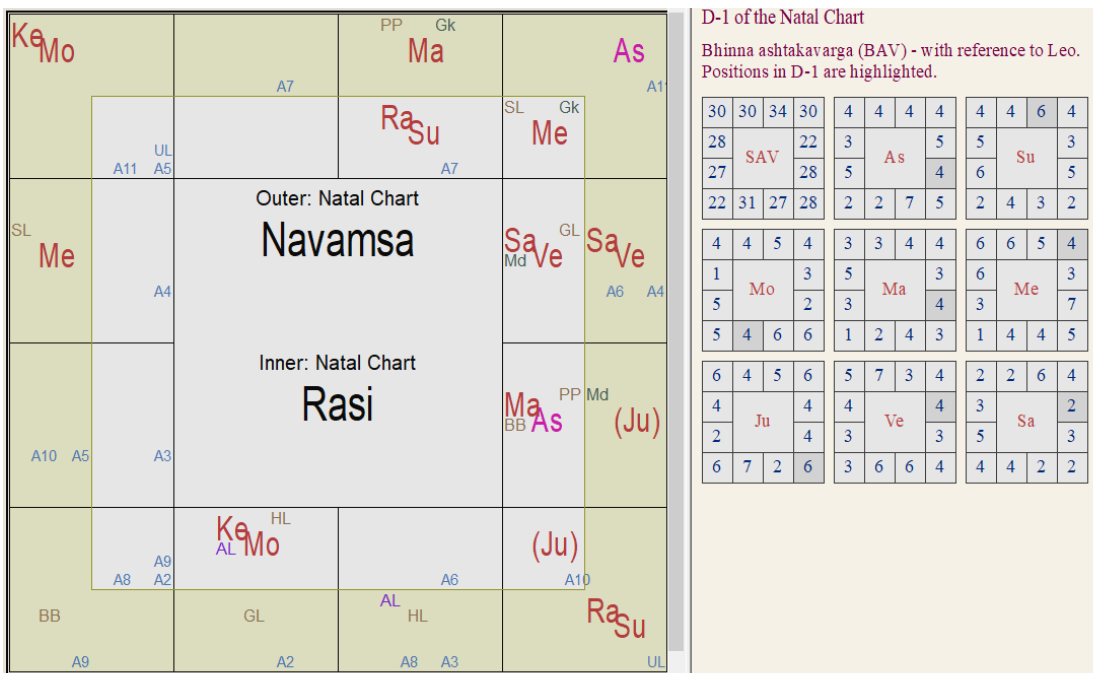 Ke Mo
A7
PP Gk
Ma
As
A11
UL
A11 A5
Ra Su
A7
SL Gk
Me
SL
Me
A4
Outer: Natal Chart
Navamsa
Inner: Natal Chart
Rasi
Sa GL
Md Ve
Sa Ve
A6 A4
A10 A5
A3
Ma PP
BB As
Md
(Ju)
A9
A8 A2
Ke HL
AL Mo
A6
(Ju)
A10
BB
A9
GL
A2
AL
HL
A8 A3
Ra Su
UL
D-1 of the Natal Chart
Bhinna ashtakavarga (BAV) - with reference to Leo.
Positions in D-1 are highlighted.
30 30 34 30
28 22
SAV
27 28
22 31 27 28
4 4 4 4
3 5
As
5 4
2 2 7 5
4 4 6 4
5 3
Su
6 5
2 4 3 2
4 4 5 4
1 3
Mo
5 2
5 4 6 6
3 3 4 4
5 3
Ma
3 4
1 2 4 3
6 6 5 4
6 3
Me
3 7
1 4 4 5
6 4 5 6
4 4
Ju
2 4
6 7 2 6
5 7 3 4
4 4
Ve
3 3
3 6 6 4
2 2 6 4
3 2
Sa
5 3
4 4 2 2